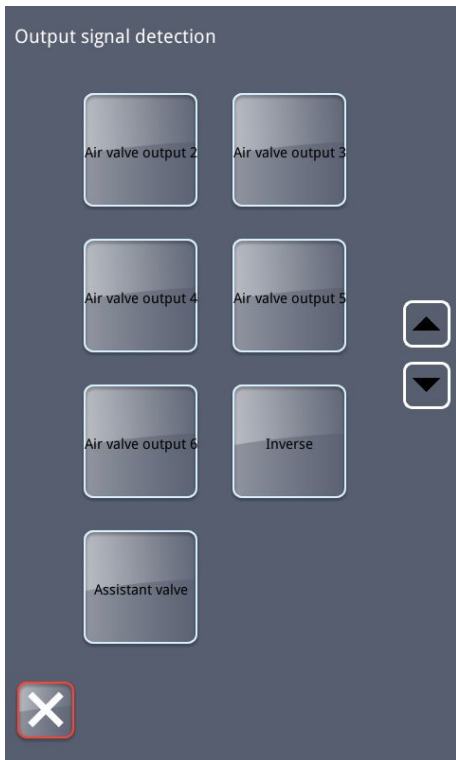 Output signal detection
Air valve output 2
Air valve output 3
Air valve output 4
Air valve output 5
Air valve output 6
Inverse
Assistant valve